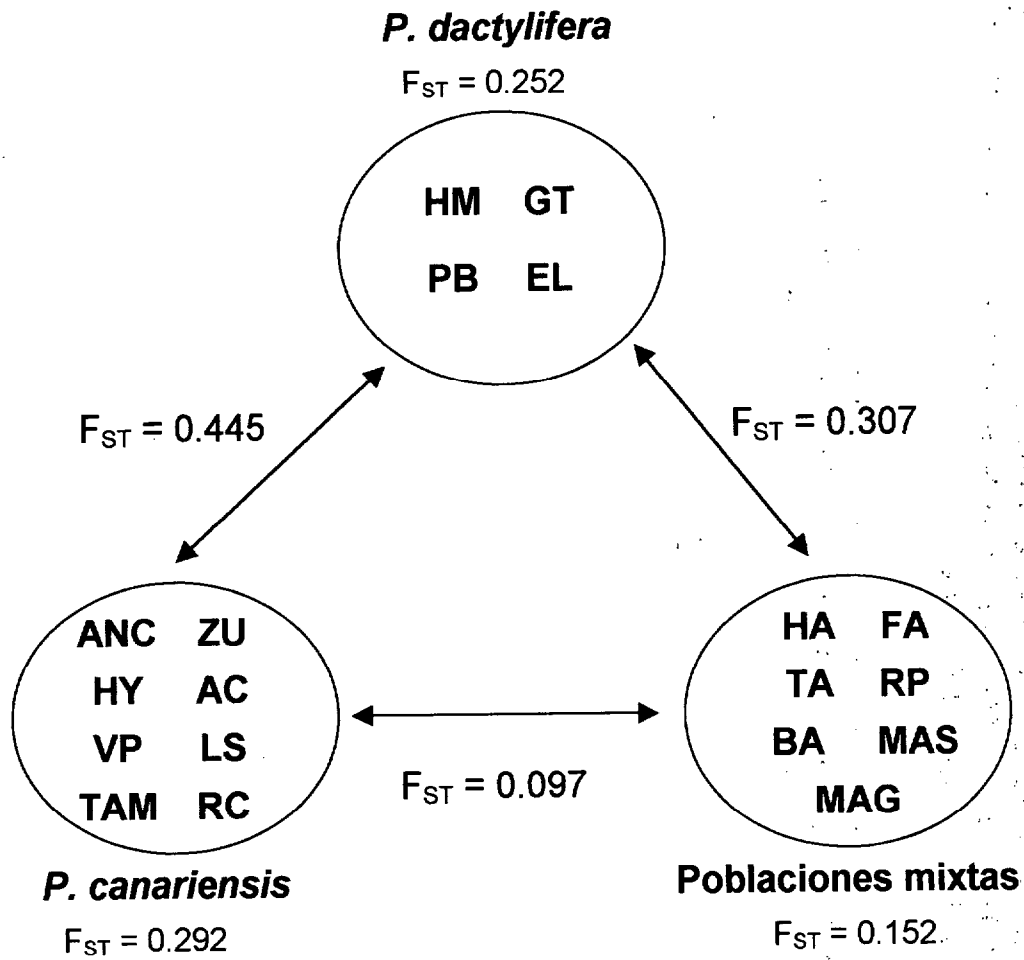 P. dactylifera
FST = 0.252
HM GT
PB EL
FST = 0.445
FST = 0.307
ANC ZU
HY AC
VP LS
TAM RC
FST = 0.097
HA FA
TA RP
BA MAS
MAG
P. canariensis
FST = 0.292
Poblaciones mixtas
FST = 0.152